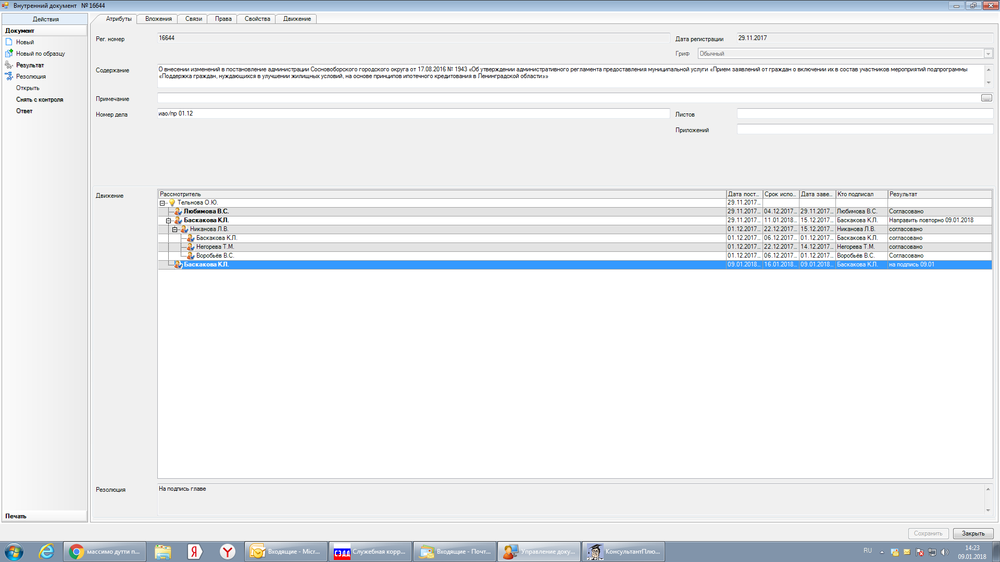 Внутренний документ № 16644
Действия
Документ
Новый
Новый по образцу
Результат
Резолюция
Открыть
Снять с контроля
Ответ
Печать
Атрибуты Вложения Связи Права Свойства Движение
Рег. номер 16644 Дата регистрации 29.11.2017
Гриф Обычный
Содержание О внесении изменений в постановление администрации Сосновоборского городского округа от 17.08.2016 № 1943 «Об утверждении административного регламента предоставления муниципальной услуги «Прием заявлений от граждан о включении их в состав участников мероприятий подпрограммы
«Поддержка граждан, нуждающихся в улучшении жилищных условий, на основе принципов ипотечного кредитования в Ленинградской области»»
Примечание ...
Номер дела иао/пр 01.12 Листов
Приложений
Движение
Рассмотритель Дата пост... Срок испо... Дата заве... Кто подписал Результат
Тельнова О.Ю. 29.11.2017...
Любимова В.С. 29.11.2017... 04.12.2017... 29.11.2017... Любимова В.С. Согласовано
Баскакова К.Л. 29.11.2017... 11.01.2018... 15.12.2017... Баскакова К.Л. Направить повторно 09.01.2018
Никанова Л.В. 01.12.2017... 22.12.2017... 15.12.2017... Никанова Л.В. согласовано
Баскакова К.Л. 01.12.2017... 06.12.2017... 01.12.2017... Баскакова К.Л. согласовано
Негорева Т.М. 01.12.2017... 22.12.2017... 14.12.2017... Негорева Т.М. согласовано
Воробьёв В.С. 01.12.2017... 06.12.2017... 01.12.2017... Воробьёв В.С. Согласовано
Баскакова К.Л. 09.01.2018... 16.01.2018... 09.01.2018... Баскакова К.Л. на подпись 09.01
Резолюция На подпись главе
Сохранить Закрыть
массимо дутти п... Я Y Входящие - Micr... СЭДД Служебная корр... Входящие - Почт... Управление доку... КонсультантПлю... RU 14:23
09.01.2018